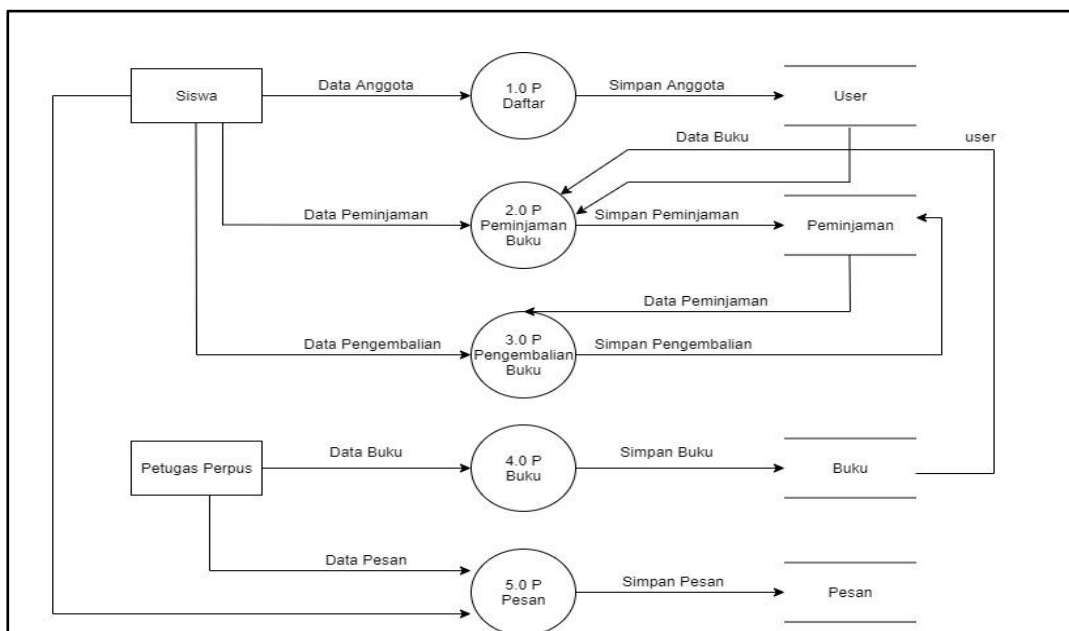 Siswa
Data Anggota
1.0 P
Daftar
Simpan Anggota
User
Data Buku
user
Data Peminjaman
2.0 P
Peminjaman
Buku
Simpan Peminjaman
Peminjaman
Data Peminjaman
Data Pengembalian
3.0 P
Pengembalian
Buku
Simpan Pengembalian
Petugas Perpus
Data Buku
4.0 P
Buku
Simpan Buku
Buku
Data Pesan
5.0 P
Pesan
Simpan Pesan
Pesan